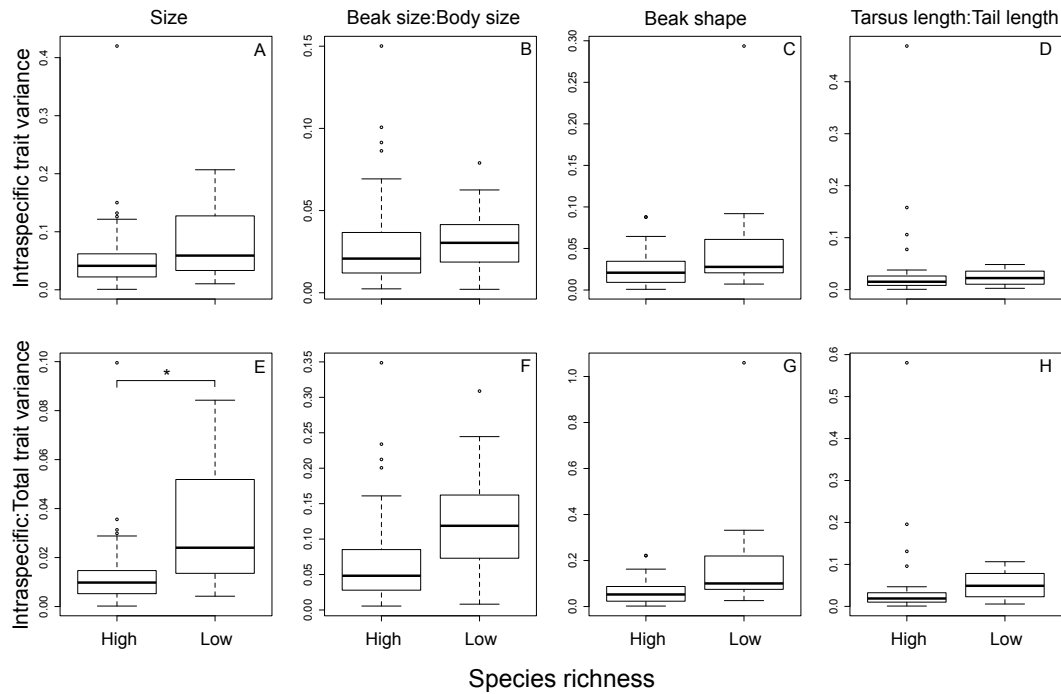 Size
Beak size:Body size
Beak shape
Tarsus length:Tail length
Intraspecific trait variance
A
0.4
0.3
0.2
0.1
0.0
B
0.15
0.10
0.05
0.00
C
0.30
0.25
0.20
0.15
0.10
0.05
0.00
D
0.4
0.3
0.2
0.1
0.0
Intraspecific:Total trait variance
E
*
0.10
0.08
0.06
0.04
0.02
0.00
High Low
F
0.35
0.30
0.25
0.20
0.15
0.10
0.05
0.00
High Low
G
1.0
0.8
0.6
0.4
0.2
0.0
High Low
H
0.6
0.5
0.4
0.3
0.2
0.1
0.0
High Low
Species richness